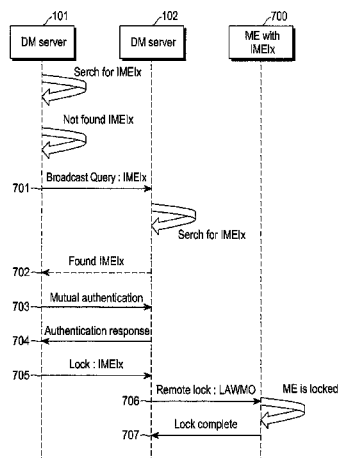 101
102
700
DM server
DM server
ME with
IMEIx
Serch for IMEIx
Not found IMEIx
701
Broadcast Query : IMEIx
Serch for IMEIx
702
Found IMEIx
703
Mutual authentication
704
Authentication response
705
Lock : IMEIx
706
Remote lock : LAWMO
ME is locked
707
Lock complete